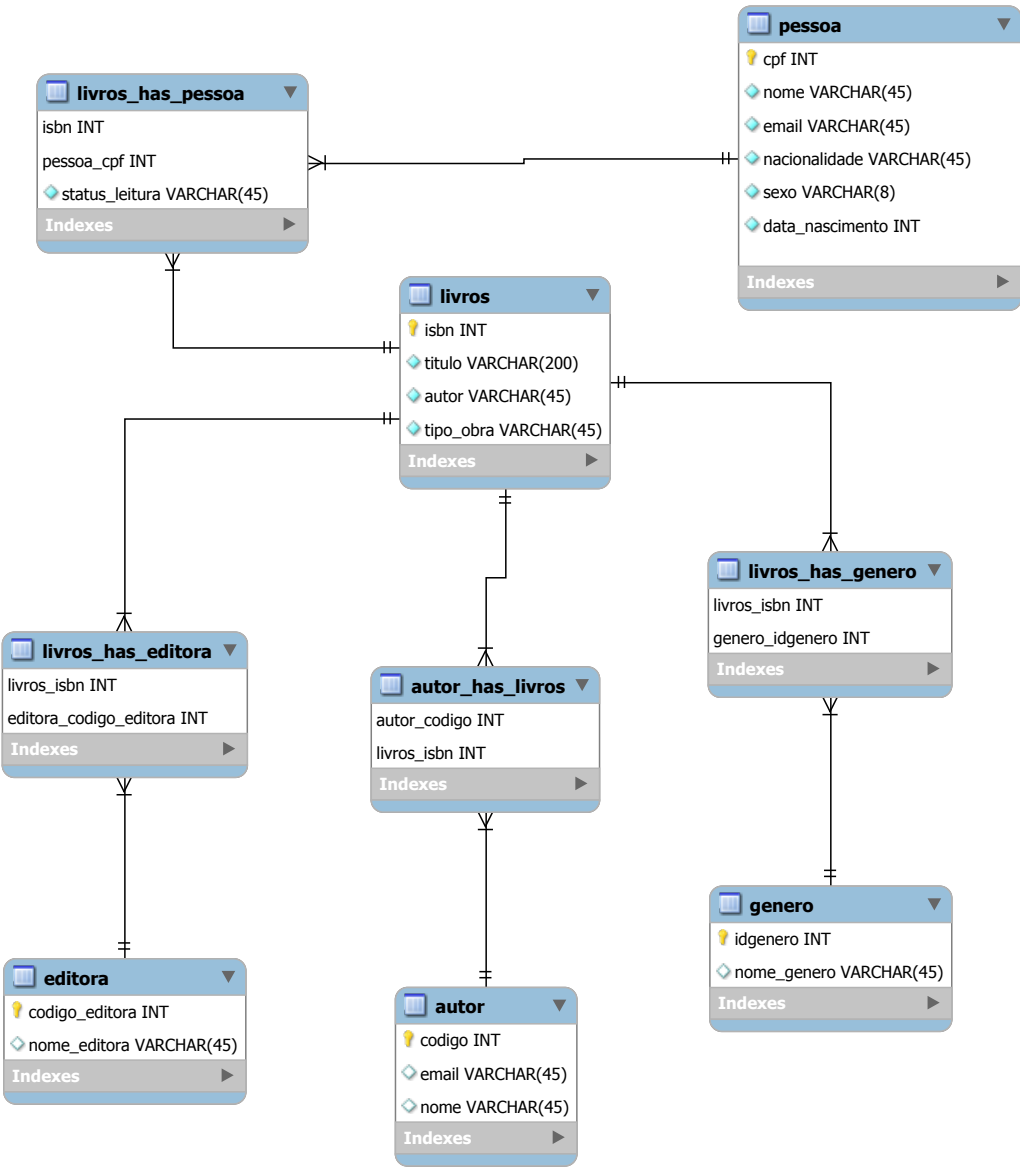 pessoa
cpf INT
nome VARCHAR(45)
email VARCHAR(45)
nacionalidade VARCHAR(45)
sexo VARCHAR(8)
data_nascimento INT
Indexes
livros_has_pessoa
isbn INT
pessoa_cpf INT
status_leitura VARCHAR(45)
Indexes
livros
isbn INT
titulo VARCHAR(200)
autor VARCHAR(45)
tipo_obra VARCHAR(45)
Indexes
livros_has_genero
livros_isbn INT
genero_idgenero INT
Indexes
livros_has_editora
livros_isbn INT
editora_codigo_editora INT
Indexes
autor_has_livros
autor_codigo INT
livros_isbn INT
Indexes
genero
idgenero INT
nome_genero VARCHAR(45)
Indexes
editora
codigo_editora INT
nome_editora VARCHAR(45)
Indexes
autor
codigo INT
email VARCHAR(45)
nome VARCHAR(45)
Indexes